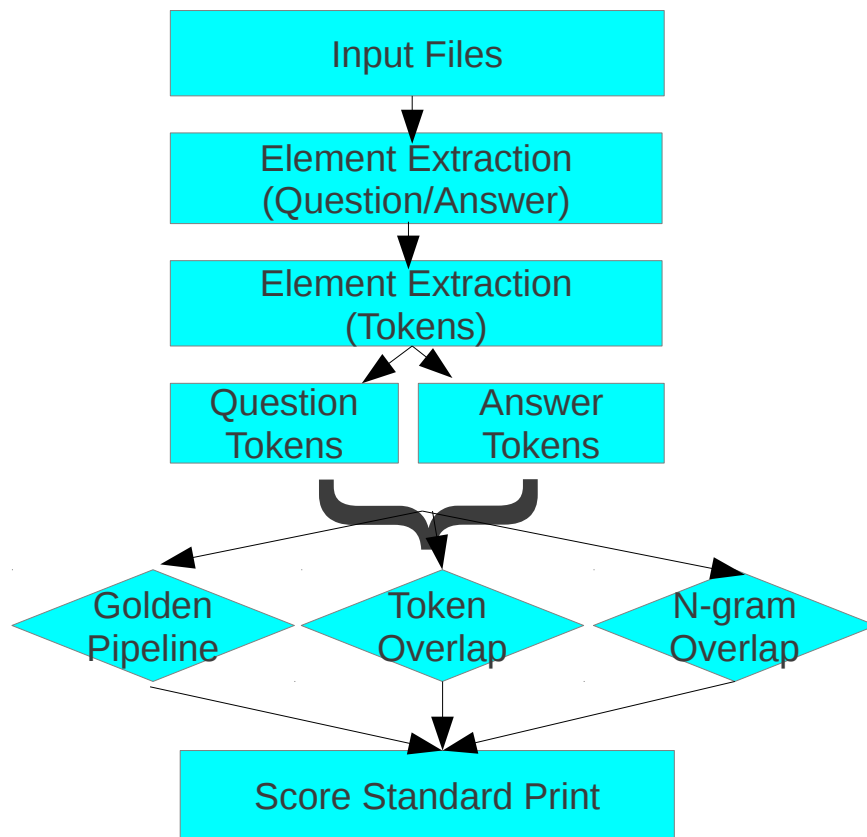 Input Files
Element Extraction
(Question/Answer)
Element Extraction
(Tokens)
Question
Tokens
Answer
Tokens
Golden
Pipeline
Token
Overlap
N-gram
Overlap
Score Standard Print